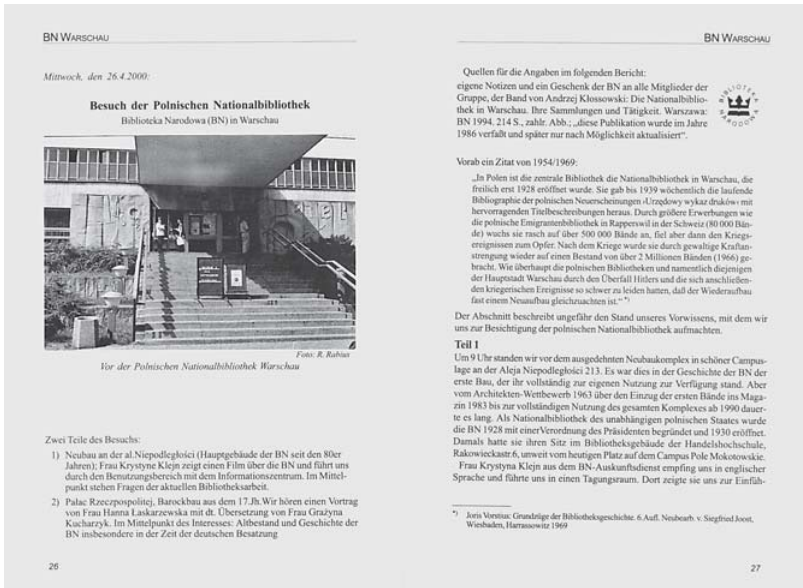 BN WARSCHAU
Mittwoch, den 26.4.2000:
Besuch der Polnischen Nationalbibliothek
Biblioteka Narodowa (BN) in Warschau
Foto: R. Rabius
Vor der Polnischen Nationalbibliothek Warschau
Zwei Teile des Besuchs:
1) Neubau an der al.Niepodległości (Hauptgebäude der BN seit den 80er
Jahren); Frau Krystyna Klejn zeigt einen Film über die BN und führt uns
durch den Benutzungsbereich mit dem Informationszentrum. Im Mittel-
punkt stehen Fragen der aktuellen Bibliotheksarbeit.
2) Pałac Rzeczpospolitej, Barockbau aus dem 17.Jh.Wir hören einen Vortrag
von Frau Hanna Łaskarzewska mit dt. Übersetzung von Frau Grażyna
Kucharzyk. Im Mittelpunkt des Interesses: Altbestand und Geschichte der
BN insbesondere in der Zeit der deutschen Besatzung
26
BN WARSCHAU
Quellen für die Angaben im folgenden Bericht:
eigene Notizen und ein Geschenk der BN an alle Mitglieder der
Gruppe, der Band von Andrzej Kłossowski: Die Nationalbiblio-
thek in Warschau. Ihre Sammlungen und Tätigkeit. Warszawa:
BN 1994. 214 S., zahlr. Abb.; „diese Publikation wurde im Jahre
1986 verfaßt und später nur nach Möglichkeit aktualisiert“.
BIBLIOTEKA NARODOWA
Vorab ein Zitat von 1954/1969:
„In Polen ist die zentrale Bibliothek die Nationalbibliothek in Warschau, die
freilich erst 1928 eröffnet wurde. Sie gab bis 1939 wöchentlich die laufende
Bibliographie der polnischen Neuerscheinungen ›Urzędowy wykaz druków‹ mit
hervorragenden Titelbeschreibungen heraus. Durch größere Erwerbungen wie
die polnische Emigrantenbibliothek in Rapperswil in der Schweiz (80 000 Bän-
de) wuchs sie rasch auf über 500 000 Bände an, fiel aber dann den Kriegs-
ereignissen zum Opfer. Nach dem Kriege wurde sie durch gewaltige Kraftan-
strengung wieder auf einen Bestand von über 2 Millionen Bänden (1966) ge-
bracht. Wie überhaupt die polnischen Bibliotheken und namentlich diejenigen
der Hauptstadt Warschau durch den Überfall Hitlers und die sich anschließen-
den kriegerischen Ereignisse so schwer zu leiden hatten, daß der Wiederaufbau
fast einem Neuaufbau gleichzuachten ist.“ *)
Der Abschnitt beschreibt ungefähr den Stand unseres Vorwissens, mit dem wir
uns zur Besichtigung der polnischen Nationalbibliothek aufmachten.
Teil 1
Um 9 Uhr standen wir vor dem ausgedehnten Neubaukomplex in schöner Campus-
lage an der Aleja Niepodległości 213. Es war dies in der Geschichte der BN der
erste Bau, der ihr vollständig zur eigenen Nutzung zur Verfügung stand. Aber
vom Architekten-Wettbewerb 1963 über den Einzug der ersten Bände ins Maga-
zin 1983 bis zur vollständigen Nutzung des gesamten Komplexes ab 1990 dauer-
te es lang. Als Nationalbibliothek des unabhängigen polnischen Staates wurde
die BN 1928 mit einerVerordnung des Präsidenten begründet und 1930 eröffnet.
Damals hatte sie ihren Sitz im Bibliotheksgebäude der Handelshochschule,
Rakowieckastr.6, unweit vom heutigen Platz auf dem Campus Pole Mokotowskie.
Frau Krystyna Klejn aus dem BN-Auskunftsdienst empfing uns in englischer
Sprache und führte uns in einen Tagungsraum. Dort zeigte sie uns zur Einfüh-
*) Joris Vorstius: Grundzüge der Bibliotheksgeschichte. 6.Aufl. Neubearb. v. Siegfried Joost,
Wiesbaden, Harrassowitz 1969
27